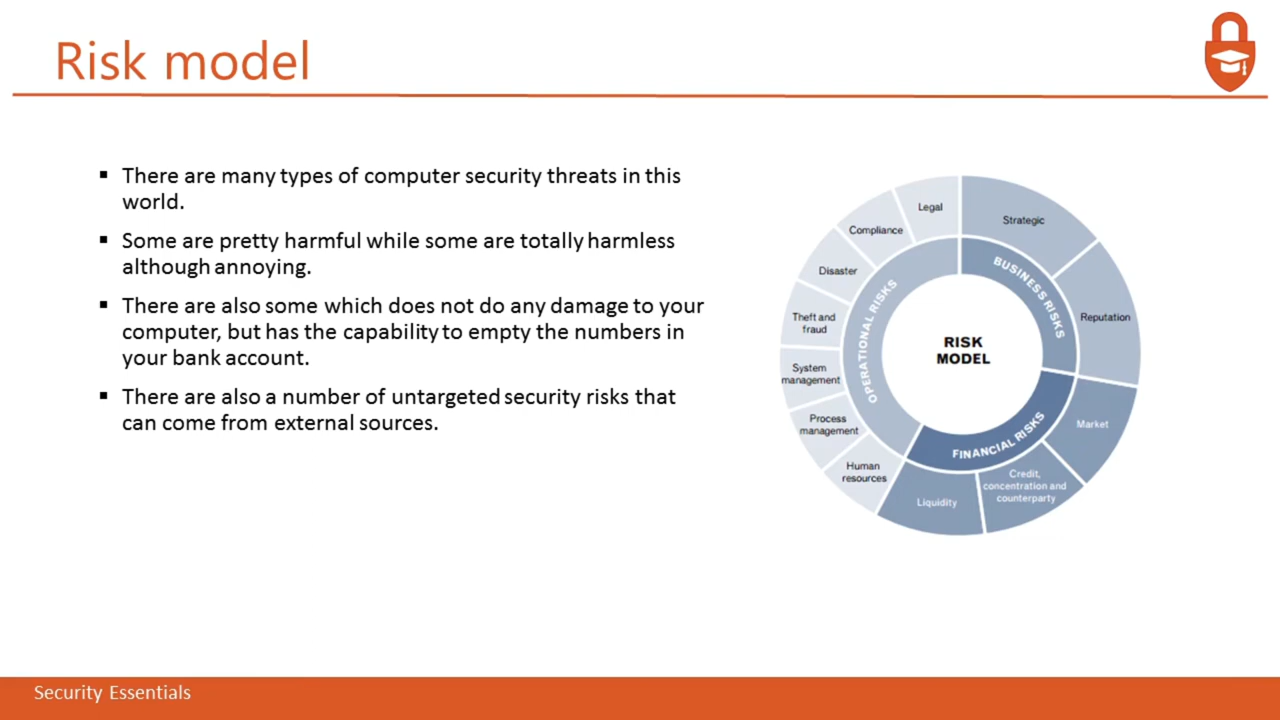 Risk model
▪ There are many types of computer security threats in this
world.
▪ Some are pretty harmful while some are totally harmless
although annoying.
▪ There are also some which does not do any damage to your
computer, but has the capability to empty the numbers in
your bank account.
▪ There are also a number of untargeted security risks that
can come from external sources.
RISK
MODEL
BUSINESS RISKS
Strategic
Reputation
FINANCIAL RISKS
Market
Credit,
concentration and
counterparty
Liquidity
OPERATIONAL RISKS
Human
resources
Process
management
System
management
Theft and
fraud
Disaster
Compliance
Legal
Security Essentials